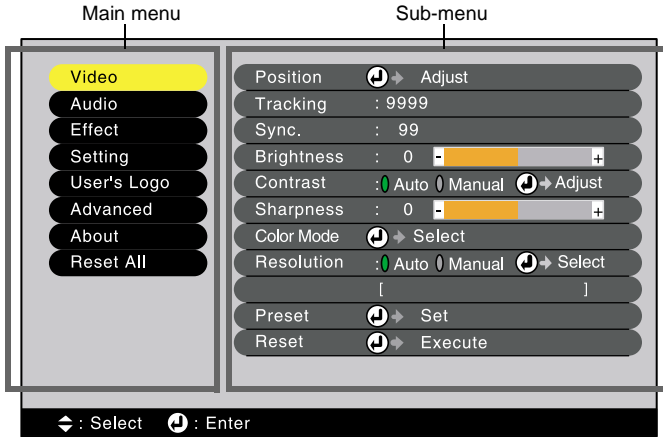 Main menu
Sub-menu
Video
Audio
Effect
Setting
User's Logo
Advanced
About
Reset All
Position Adjust
Tracking : 9999
Sync. : 99
Brightness : 0 - +
Contrast : Auto Manual Adjust
Sharpness : 0 - +
Color Mode Select
Resolution : Auto Manual Select
[ ]
Preset Set
Reset Execute
: Select : Enter